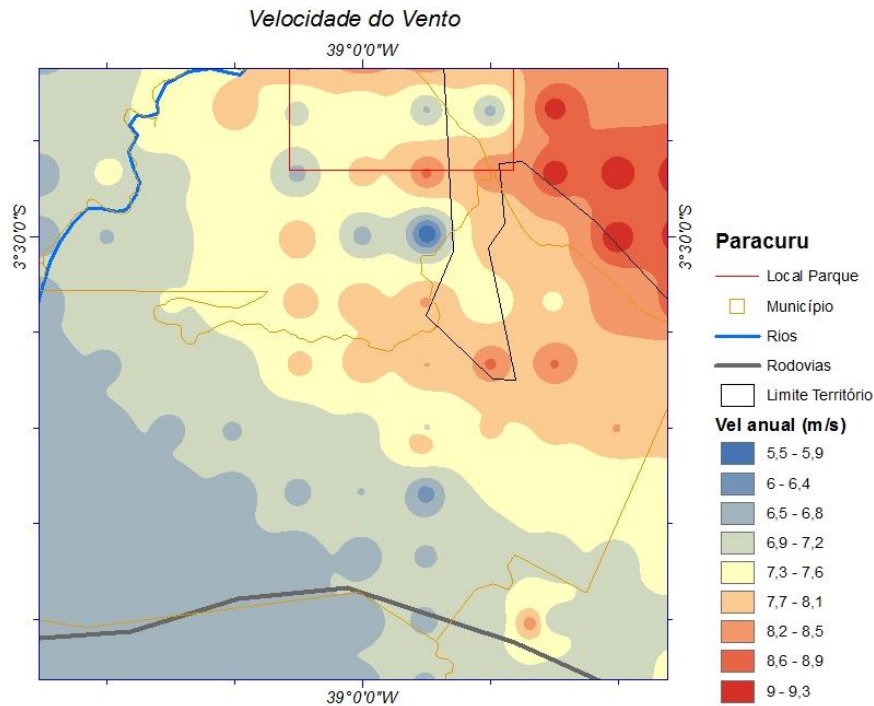 Velocidade do Vento
39°0'0"W
3°30'0"S
3°30'0"S
Paracuru
Local Parque
Município
Rios
Rodovias
Limite Território
Vel anual (m/s)
5,5 - 5,9
6 - 6,4
6,5 - 6,8
6,9 - 7,2
7,3 - 7,6
7,7 - 8,1
8,2 - 8,5
8,6 - 8,9
9 - 9,3
39°0'0"W